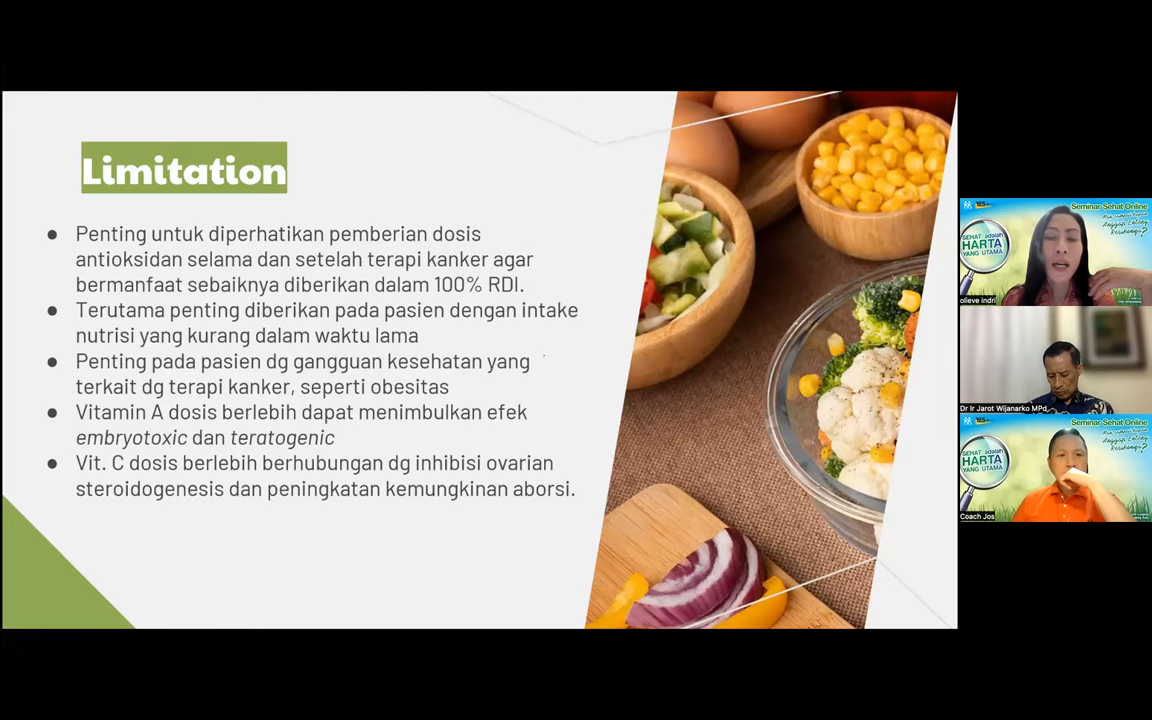 Limitation
● Penting untuk diperhatikan pemberian dosis
antioksidan selama dan setelah terapi kanker agar
bermanfaat sebaiknya diberikan dalam 100% RDI.
● Terutama penting diberikan pada pasien dengan intake
nutrisi yang kurang dalam waktu lama
● Penting pada pasien dg gangguan kesehatan yang
terkait dg terapi kanker, seperti obesitas
● Vitamin A dosis berlebih dapat menimbulkan efek
embryotoxic dan teratogenic
● Vit. C dosis berlebih berhubungan dg inhibisi ovarian
steroidogenesis dan peningkatan kemungkinan aborsi.
Seminar Sehat Online
SEHAT adalah
HARTA
YANG UTAMA
olieve indri
Dr Ir Jarot Wijanarko MPd
Seminar Sehat Online
SEHAT adalah
HARTA
YANG UTAMA
Coach Jos